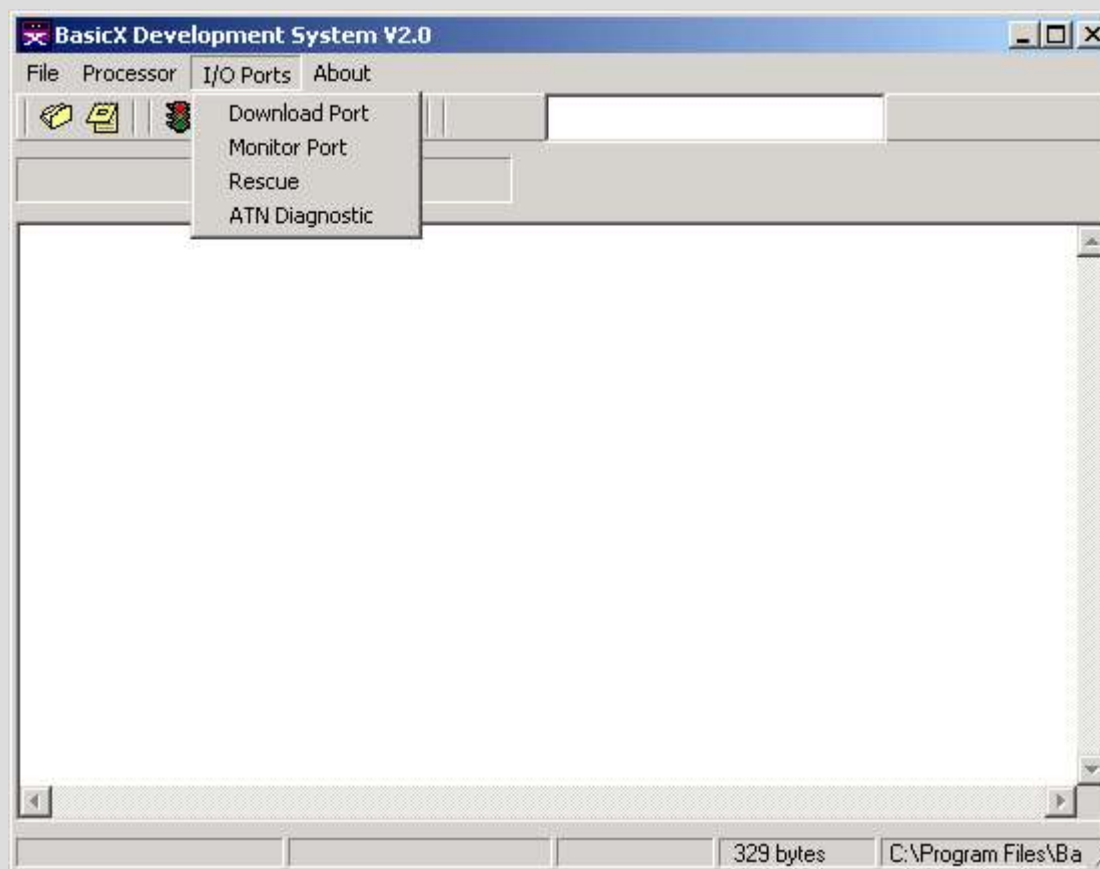 BasicX Development System V2.0
File Processor I/O Ports About
Download Port
Monitor Port
Rescue
ATN Diagnostic
329 bytes C:\Program Files\Ba